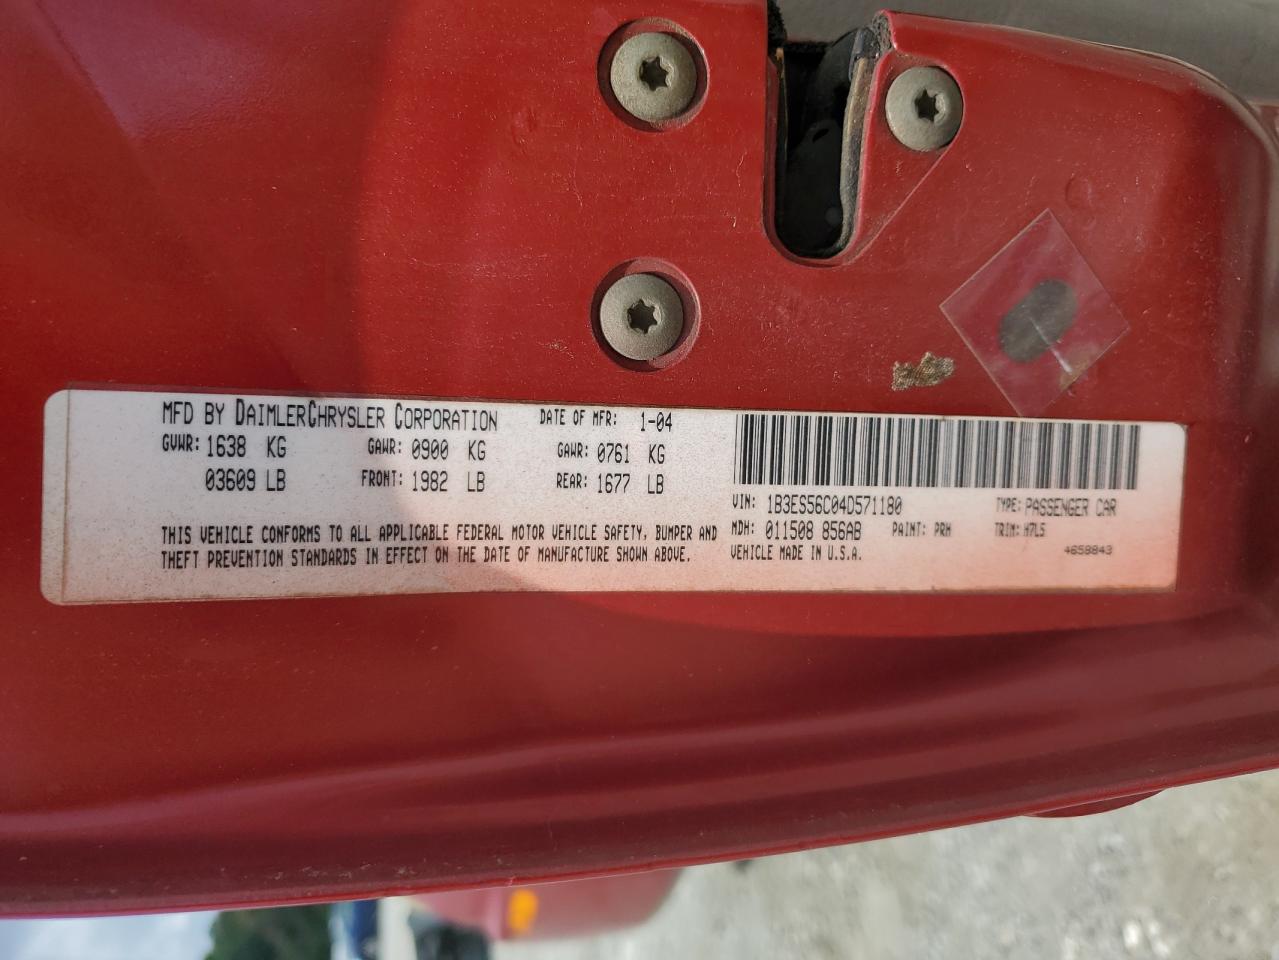 MFD BY DAIMLERCHRYSLER CORPORATION DATE OF MFR: 1-04
GVWR: 1638 KG GAWR: 0900 KG GAWR: 0761 KG
03609 LB FRONT: 1982 LB REAR: 1677 LB
VIN: 1B3ES56C04D571180 TYPE: PASSENGER CAR
THIS VEHICLE CONFORMS TO ALL APPLICABLE FEDERAL MOTOR VEHICLE SAFETY, BUMPER AND
THEFT PREVENTION STANDARDS IN EFFECT ON THE DATE OF MANUFACTURE SHOWN ABOVE.
MDH: 011508 856AB PAINT: PRH TRIM: H7L5
VEHICLE MADE IN U.S.A. 4658843